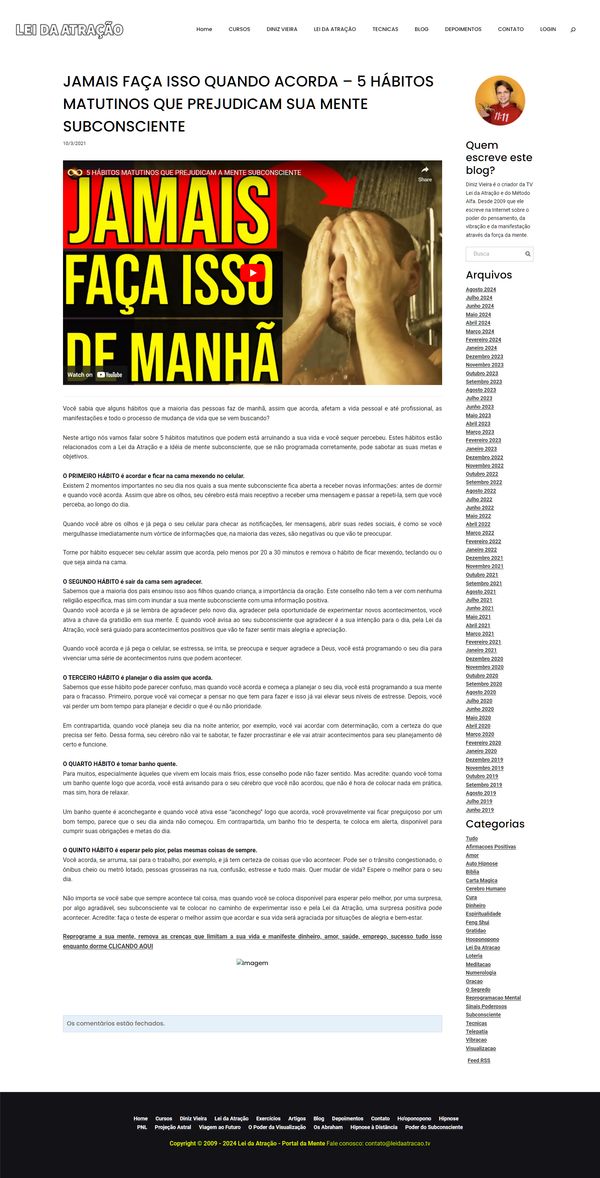 LEI DA ATRAÇÃO
Home CURSOS DINIZ VIEIRA LEI DA ATRAÇÃO TECNICAS BLOG DEPOIMENTOS CONTATO LOGIN
JAMAIS FAÇA ISSO QUANDO ACORDA – 5 HÁBITOS
MATUTINOS QUE PREJUDICAM SUA MENTE
SUBCONSCIENTE
10/3/2021
5 HÁBITOS MATUTINOS QUE PREJUDICAM A MENTE SUBCONSCIENTE
Share
JAMAIS
FAÇA ISSO
DE MANHÃ
Watch on YouTube
Você sabia que alguns hábitos que a maioria das pessoas faz de manhã, assim que acorda, afetam a vida pessoal e até profissional, as
manifestações e todo o processo de mudança de vida que se vem buscando?
Neste artigo nós vamos falar sobre 5 hábitos matutinos que podem está arruinando a sua vida e você sequer percebeu. Estes hábitos estão
relacionados com a Lei da Atração e a idéia de mente subconsciente, que se não programada corretamente, pode sabotar as suas metas e
objetivos.
O PRIMEIRO HÁBITO é acordar e ficar na cama mexendo no celular.
Existem 2 momentos importantes no seu dia nos quais a sua mente subconsciente fica aberta a receber novas informações: antes de dormir
e quando você acorda. Assim que abre os olhos, seu cérebro está mais receptivo a receber uma mensagem e passar a repeti-la, sem que você
perceba, ao longo do dia.
Quando você abre os olhos e já pega o seu celular para checar as notificações, ler mensagens, abrir suas redes sociais, é como se você
mergulhasse imediatamente num vórtice de informações que, na maioria das vezes, são negativas ou que vão te preocupar.
Torne por hábito esquecer seu celular assim que acorda, pelo menos por 20 a 30 minutos e remova o hábito de ficar mexendo, teclando ou o
que seja ainda na cama.
O SEGUNDO HÁBITO é sair da cama sem agradecer.
Sabemos que a maioria dos pais ensinou isso aos filhos quando criança, a importância da oração. Este conselho não tem a ver com nenhuma
religião específica, mas sim com inundar a sua mente subconsciente com uma informação positiva.
Quando você acorda e já se lembra de agradecer pelo novo dia, agradecer pela oportunidade de experimentar novos acontecimentos, você
ativa a chave da gratidão em sua mente. E quando você avisa ao seu subconsciente que agradecer é a sua intenção para o dia, pela Lei da
Atração, você será guiado para acontecimentos positivos que vão te fazer sentir mais alegria e apreciação.
Quando você acorda e já pega o celular, se estressa, se irrita, se preocupa e sequer agradece a Deus, você está programando o seu dia para
vivenciar uma série de acontecimentos ruins que podem acontecer.
O TERCEIRO HÁBITO é planejar o dia assim que acorda.
Sabemos que esse hábito pode parecer confuso, mas quando você acorda e começa a planejar o seu dia, você está programando a sua mente
para o fracasso. Primeiro, porque você vai começar a pensar no que tem para fazer e isso já vai elevar seus níveis de estresse. Depois, você
vai perder um bom tempo para planejar e decidir o que é ou não prioridade.
Em contrapartida, quando você planeja seu dia na noite anterior, por exemplo, você vai acordar com determinação, com a certeza do que
precisa ser feito. Dessa forma, seu cérebro não vai te sabotar, te fazer procrastinar e ele vai atrair acontecimentos para seu planejamento dê
certo e funcione.
O QUARTO HÁBITO é tomar banho quente.
Para muitos, especialmente àqueles que vivem em locais mais frios, esse conselho pode não fazer sentido. Mas acredite: quando você toma
um banho quente logo que acorda, você está avisando para o seu cérebro que você não acordou, que não é hora de colocar nada em prática,
mas sim, hora de relaxar.
Um banho quente é aconchegante e quando você ativa esse "aconchego" logo que acorda, você provavelmente vai ficar preguiçoso por um
bom tempo, parece que o seu dia ainda não começou. Em contrapartida, um banho frio te desperta, te coloca em alerta, disponível para
cumprir suas obrigações e metas do dia.
O QUINTO HÁBITO é esperar pelo pior, pelas mesmas coisas de sempre.
Você acorda, se arruma, sai para o trabalho, por exemplo, e já tem certeza de coisas que vão acontecer. Pode ser o trânsito congestionado, o
ônibus cheio ou metrô lotado, pessoas grosseiras na rua, confusão, estresse e tudo mais. Quer mudar de vida? Espere o melhor para o seu
dia.
Não importa se você sabe que sempre acontece tal coisa, mas quando você se coloca disponível para esperar pelo melhor, por uma surpresa,
por algo agradável, seu subconsciente vai te colocar no caminho de experimentar isso e pela Lei da Atração, uma surpresa positiva pode
acontecer. Acredite: faça o teste de esperar o melhor assim que acordar e sua vida será agraciada por situações de alegria e bem-estar.
Reprograme a sua mente, remova as crenças que limitam a sua vida e manifeste dinheiro, amor, saúde, emprego, sucesso tudo isso
enquanto dorme CLICANDO AQUI
Imagem
Os comentários estão fechados.
11:11
Quem
escreve este
blog?
Diniz Vieira é o criador da TV
Lei da Atração e do Método
Alfa. Desde 2009 que ele
escreve na Internet sobre o
poder do pensamento, da
vibração e da manifestação
através da força da mente.
Busca
Arquivos
Agosto 2024
Julho 2024
Junho 2024
Maio 2024
Abril 2024
Março 2024
Fevereiro 2024
Janeiro 2024
Dezembro 2023
Novembro 2023
Outubro 2023
Setembro 2023
Agosto 2023
Julho 2023
Junho 2023
Maio 2023
Abril 2023
Março 2023
Fevereiro 2023
Janeiro 2023
Dezembro 2022
Novembro 2022
Outubro 2022
Setembro 2022
Agosto 2022
Julho 2022
Junho 2022
Maio 2022
Abril 2022
Março 2022
Fevereiro 2022
Janeiro 2022
Dezembro 2021
Novembro 2021
Outubro 2021
Setembro 2021
Agosto 2021
Julho 2021
Junho 2021
Maio 2021
Abril 2021
Março 2021
Fevereiro 2021
Janeiro 2021
Dezembro 2020
Novembro 2020
Outubro 2020
Setembro 2020
Agosto 2020
Julho 2020
Junho 2020
Maio 2020
Abril 2020
Março 2020
Fevereiro 2020
Janeiro 2020
Dezembro 2019
Novembro 2019
Outubro 2019
Setembro 2019
Agosto 2019
Julho 2019
Junho 2019
Categorias
Tudo
Afirmacoes Positivas
Amor
Auto Hipnose
Biblia
Carta Magica
Cerebro Humano
Cura
Dinheiro
Espiritualidade
Feng Shui
Gratidao
Hooponopono
Lei Da Atracao
Loteria
Meditacao
Numerologia
Oracao
O Segredo
Reprogramacao Mental
Sinais Poderosos
Subconsciente
Tecnicas
Telepatia
Vibracao
Visualizacao
Feed RSS
Home Cursos Diniz Vieira Lei da Atração Exercícios Artigos Blog Depoimentos Contato Ho'oponopono Hipnose
PNL Projeção Astral Viagem ao Futuro O Poder da Visualização Os Abraham Hipnose à Distância Poder do Subconsciente
Copyright © 2009 - 2024 Lei da Atração - Portal da Mente Fale conosco: contato@leidaatracao.tv